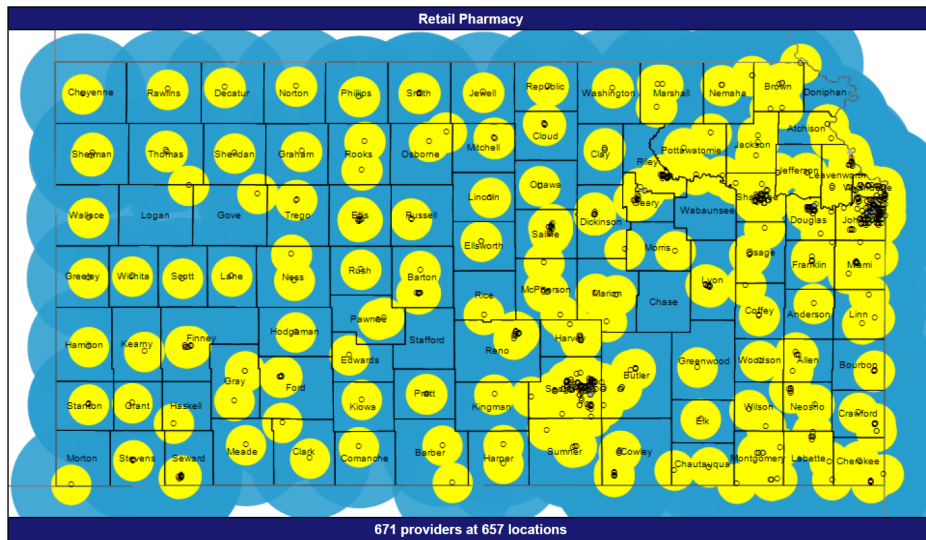 Retail Pharmacy
Cheyenne Rawlins Decatur Norton Phillips Smith Jewell Republic Washington Marshall Nemaha Brown Doniphan
Atchison
Sherman Thomas Sheridan Graham Rooks Osborne Mitchell Cloud Clay Riley Pottawatomie Jackson Jefferson Leavenworth
Wallace Logan Gove Trego Ellis Russell Lincoln Ottawa Saline Dickinson Geary Wabaunsee Douglas
Ellsworth Morris Osage Franklin Miami
Greeley Wichita Scott Lane Ness Rush Barton Rice McPherson Marion Chase Lyon Coffey Anderson Linn
Pawnee
Hamilton Kearny Finney Hodgeman Edwards Stafford Reno Greenwood Woodson Allen Bourbon
Gray Ford Butler
Stanton Grant Haskell Kiowa Pratt Kingman Elk Wilson Neosho Crawford
Morton Stevens Seward Meade Clark Comanche Barber Harper Sumner Cowley Chautauqua Montgomery Labette Cherokee
671 providers at 657 locations